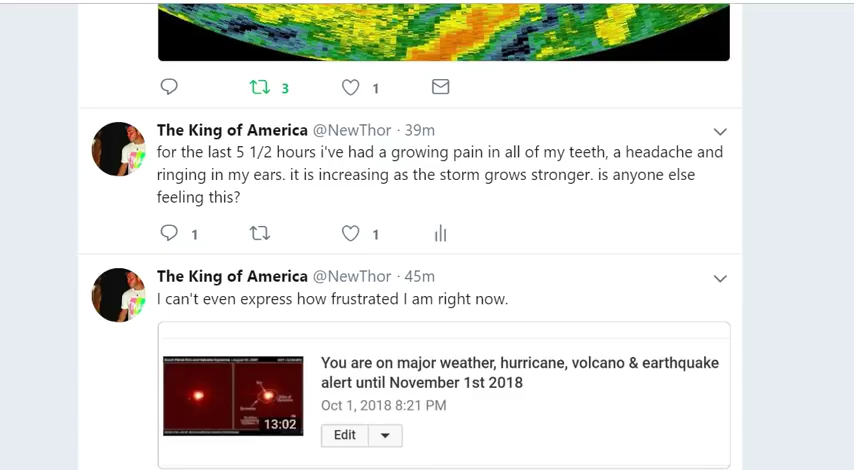 3
1
The King of America @NewThor · 39m
for the last 5 1/2 hours i've had a growing pain in all of my teeth, a headache and
ringing in my ears. it is increasing as the storm grows stronger. is anyone else
feeling this?
1
1
The King of America @NewThor · 45m
I can't even express how frustrated I am right now.
You are on major weather, hurricane, volcano & earthquake
alert until November 1st 2018
Oct 1, 2018 8:21 PM
13:02
Edit